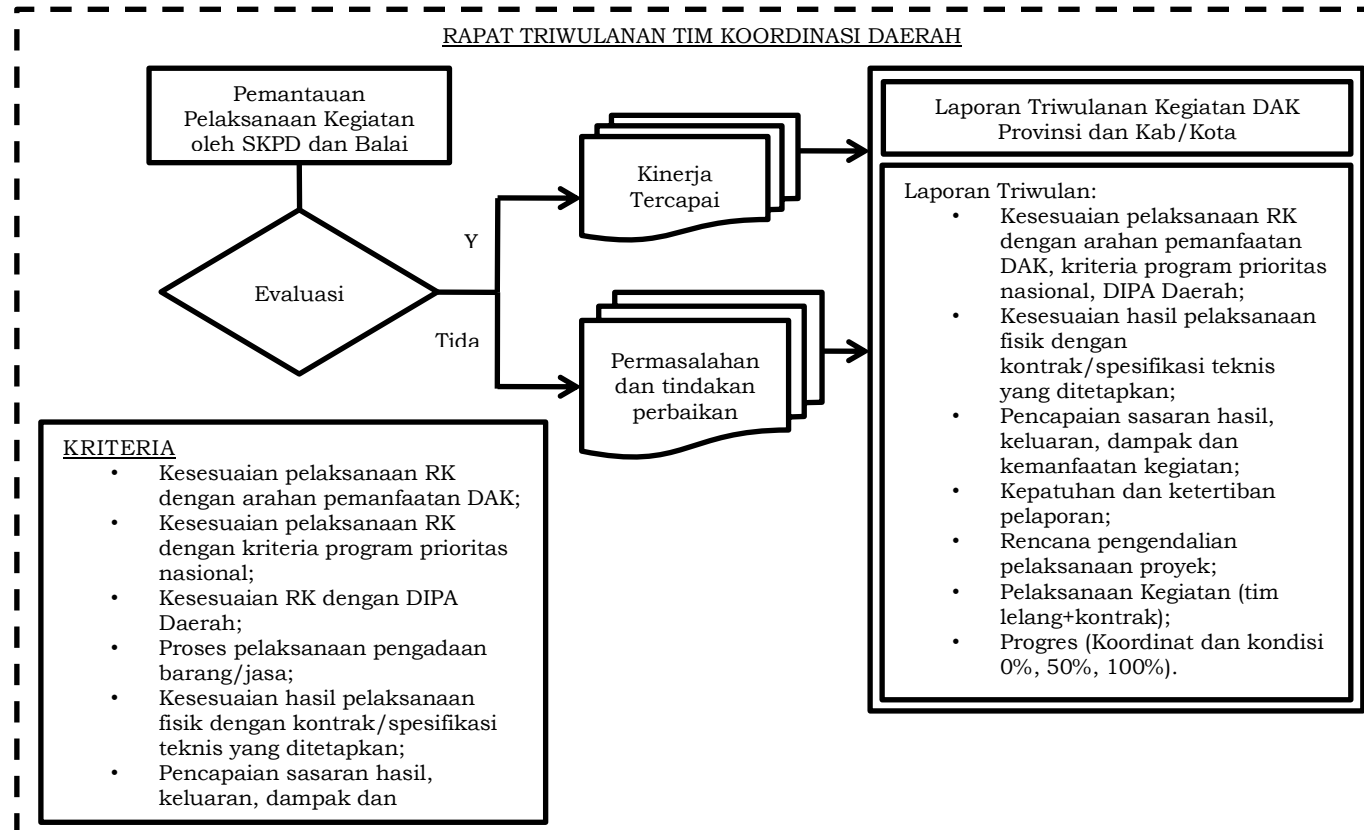 RAPAT TRIWULANAN TIM KOORDINASI DAERAH
Pemantauan
Pelaksanaan Kegiatan
oleh SKPD dan Balai
Evaluasi
Y
Tida
Kinerja
Tercapai
Permasalahan
dan tindakan
perbaikan
Laporan Triwulanan Kegiatan DAK
Provinsi dan Kab/Kota
Laporan Triwulan:
• Kesesuaian pelaksanaan RK
dengan arahan pemanfaatan
DAK, kriteria program prioritas
nasional, DIPA Daerah;
• Kesesuaian hasil pelaksanaan
fisik dengan
kontrak/spesifikasi teknis
yang ditetapkan;
• Pencapaian sasaran hasil,
keluaran, dampak dan
kemanfaatan kegiatan;
• Kepatuhan dan ketertiban
pelaporan;
• Rencana pengendalian
pelaksanaan proyek;
• Pelaksanaan Kegiatan (tim
lelang+kontrak);
• Progres (Koordinat dan kondisi
0%, 50%, 100%).
KRITERIA
• Kesesuaian pelaksanaan RK
dengan arahan pemanfaatan DAK;
• Kesesuaian pelaksanaan RK
dengan kriteria program prioritas
nasional;
• Kesesuaian RK dengan DIPA
Daerah;
• Proses pelaksanaan pengadaan
barang/jasa;
• Kesesuaian hasil pelaksanaan
fisik dengan kontrak/spesifikasi
teknis yang ditetapkan;
• Pencapaian sasaran hasil,
keluaran, dampak dan